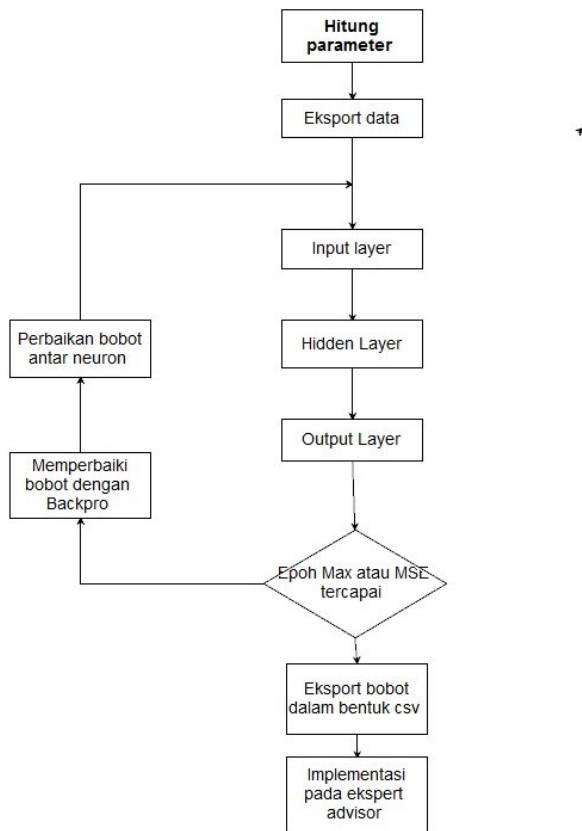 Hitung
parameter
Eksport data
Input layer
Hidden Layer
Output Layer
Perbaikan bobot
antar neuron
Memperbaiki
bobot dengan
Backpro
Epoh Max atau MSE
tercapai
Eksport bobot
dalam bentuk csv
Implementasi
pada ekspert
advisor